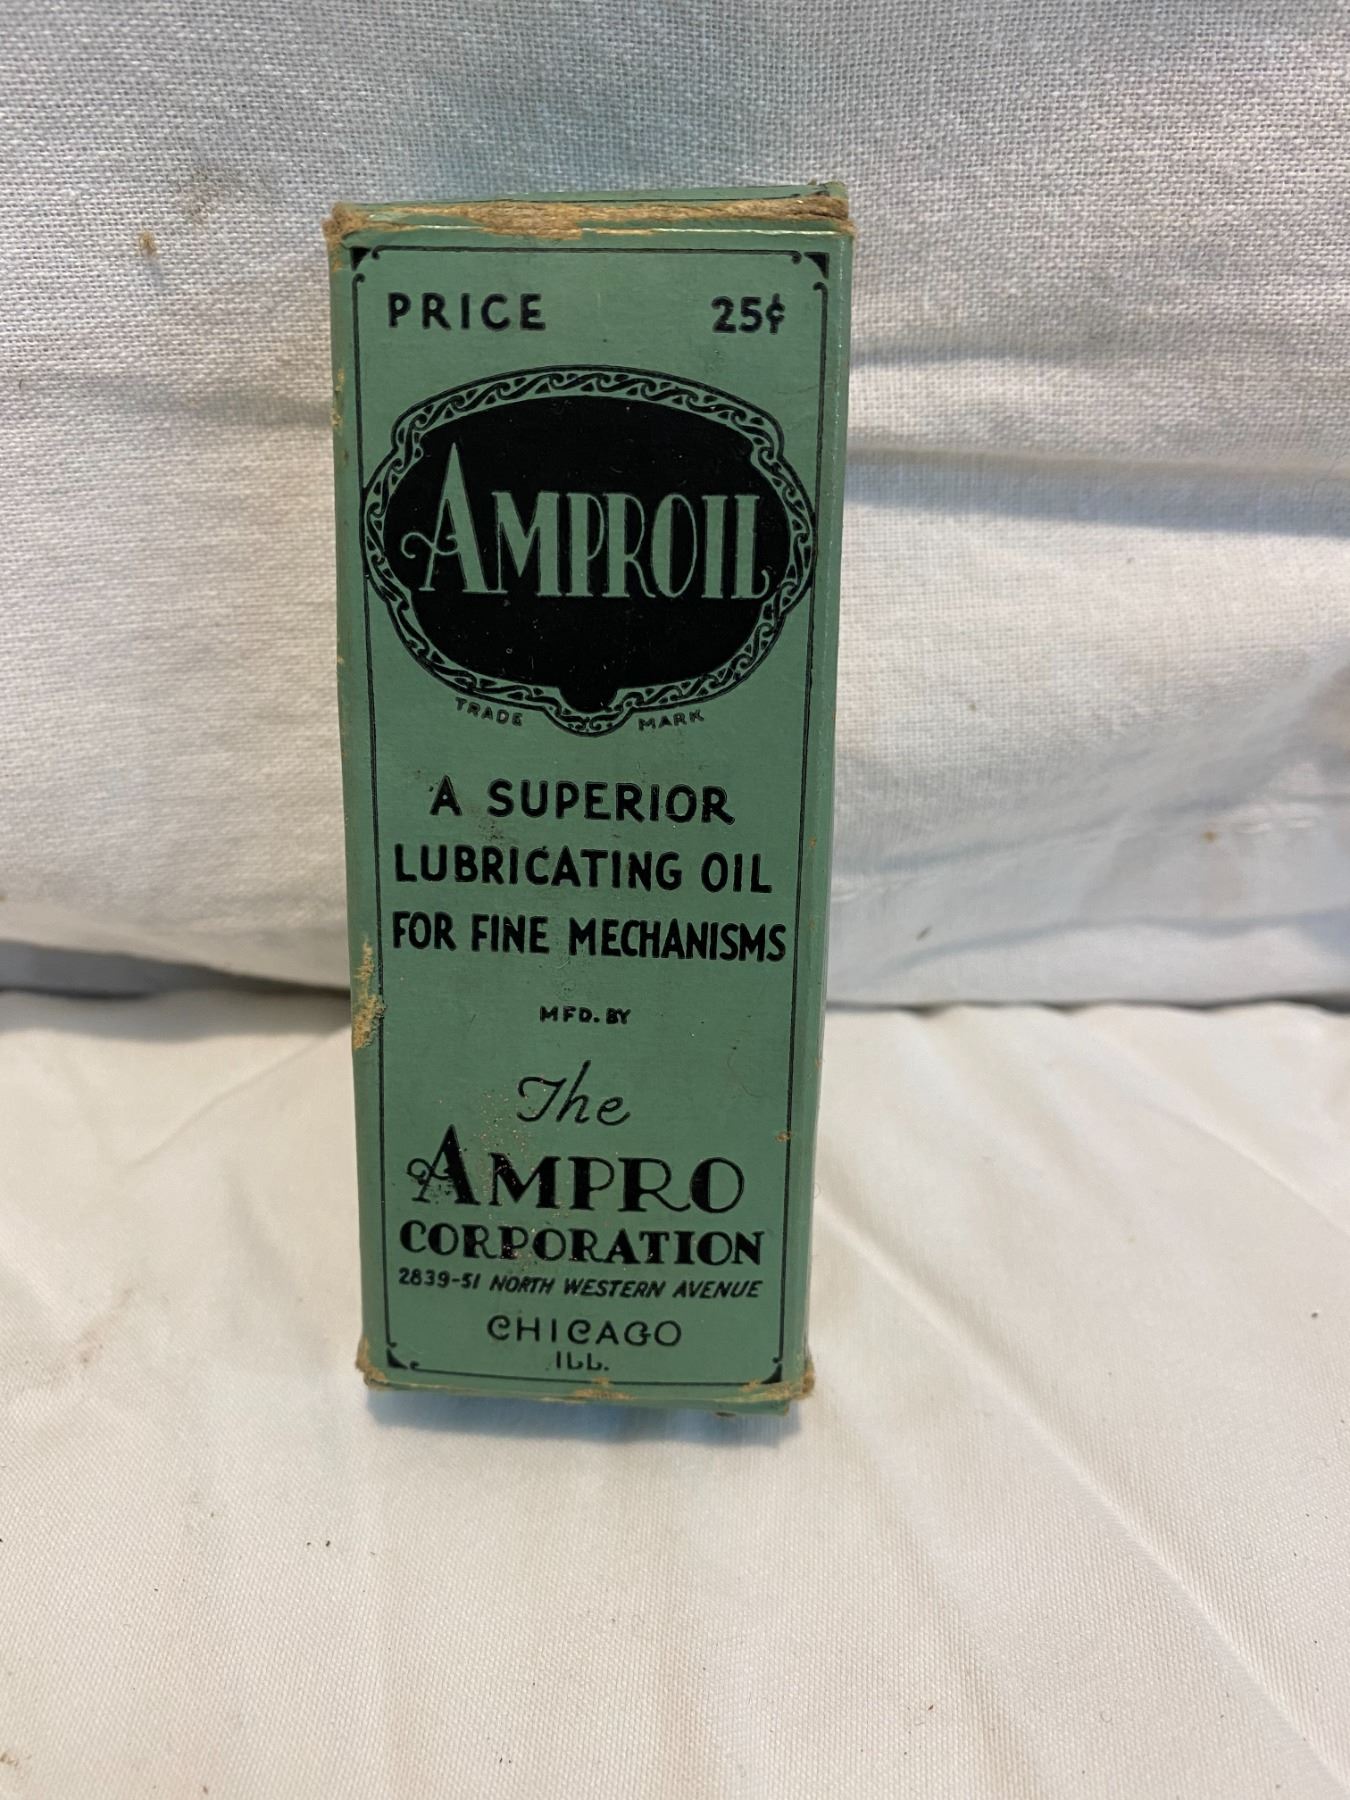 PRICE 25¢
AMPROIL
TRADE MARK
A SUPERIOR
LUBRICATING OIL
FOR FINE MECHANISMS
MFD. BY
The
AMPRO
CORPORATION
2839-51 NORTH WESTERN AVENUE
CHICAGO
ILL.